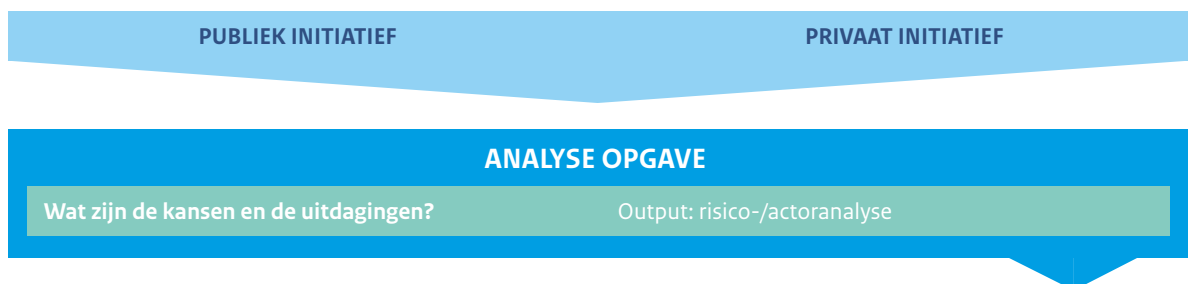 PUBLIEK INITIATIEF
PRIVAAT INITIATIEF
ANALYSE OPGAVE
Wat zijn de kansen en de uitdagingen?
Output: risico-/actoranalyse